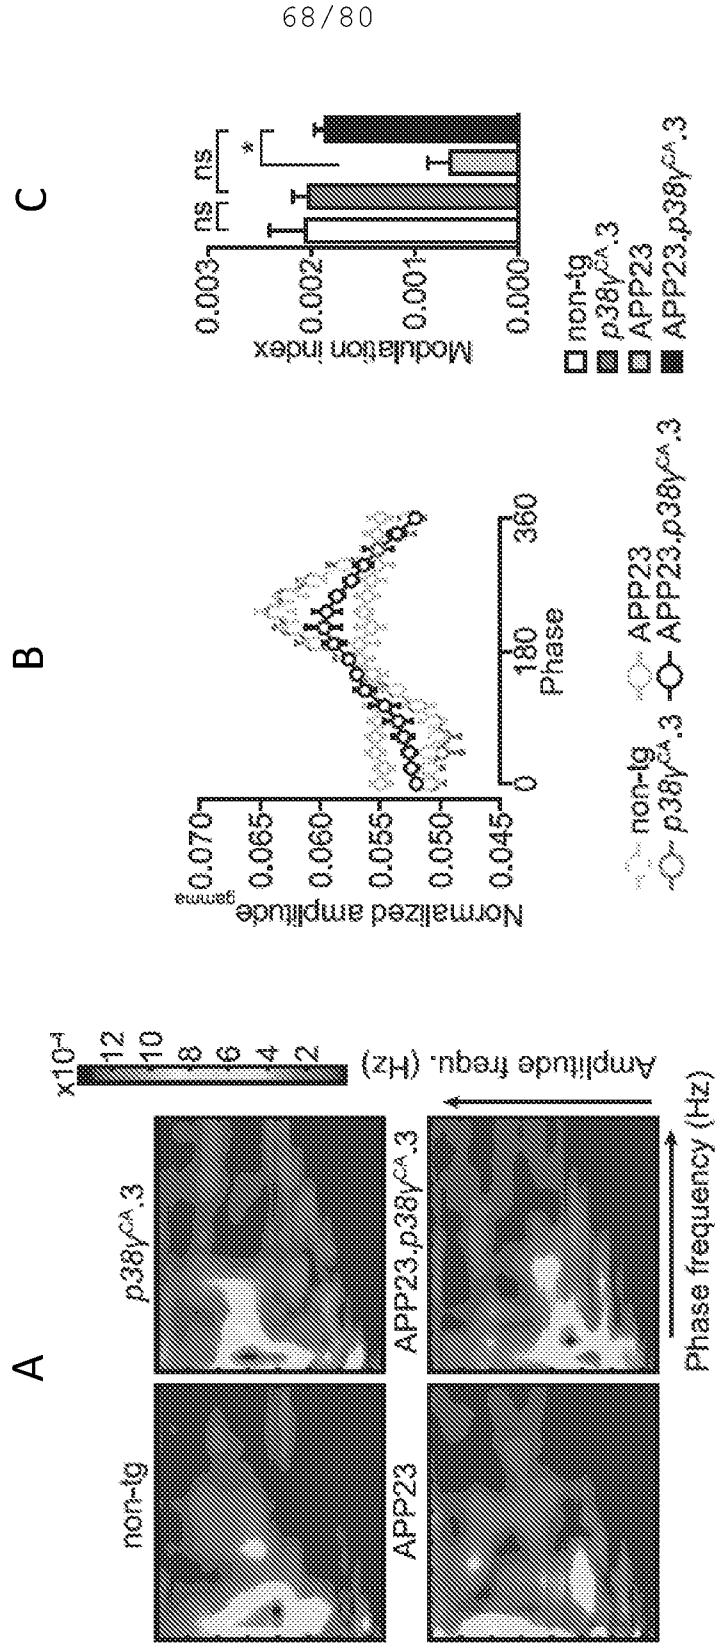 68/80
A
non-tg
p38γCA.3
x10-4
12
10
8
6
4
2
APP23
APP23.p38γCA.3
Amplitude frequ. (Hz)
Phase frequency (Hz)
B
Normalized amplitude gamma
0.070
0.065
0.060
0.055
0.050
0.045
0
180
360
Phase
non-tg
APP23
p38γCA.3
APP23.p38γCA.3
C
Modulation index
0.003
0.002
0.001
0.000
ns
ns
*
non-tg
p38γCA.3
APP23
APP23.p38γCA.3